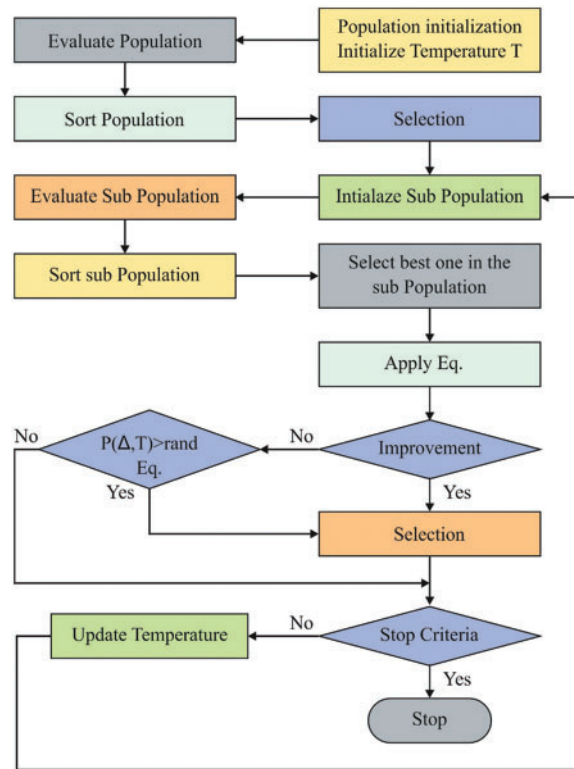 Evaluate Population
Population initialization
Initialize Temperature T
Sort Population
Selection
Evaluate Sub Population
Intialaze Sub Population
Sort sub Population
Select best one in the
sub Population
Apply Eq.
No
P(Δ,T)>rand
Eq.
No
Improvement
Yes
Yes
Selection
Update Temperature
No
Stop Criteria
Yes
Stop